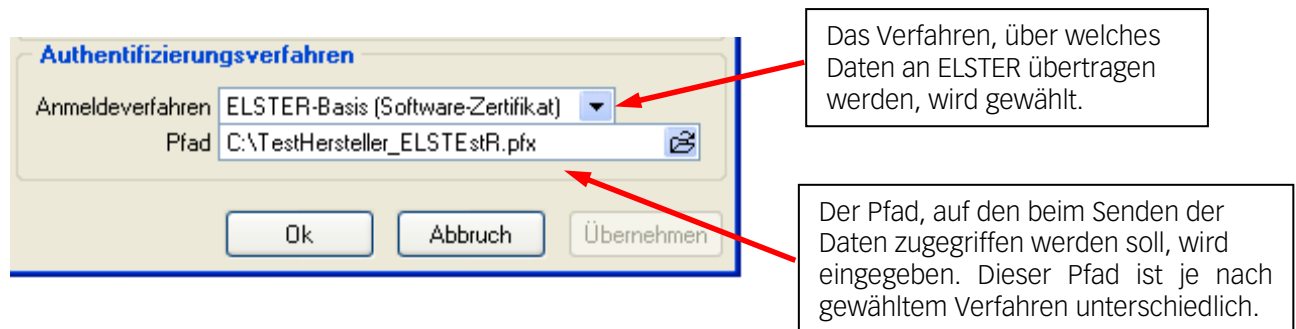 Authentifizierungsverfahren
Anmeldeverfahren ELSTER-Basis (Software-Zertifikat)
Pfad C:\TestHersteller_ELSTEstR.pfx
Ok Abbruch Übernehmen
Das Verfahren, über welches
Daten an ELSTER übertragen
werden, wird gewählt.
Der Pfad, auf den beim Senden der
Daten zugegriffen werden soll, wird
eingegeben. Dieser Pfad ist je nach
gewähltem Verfahren unterschiedlich.